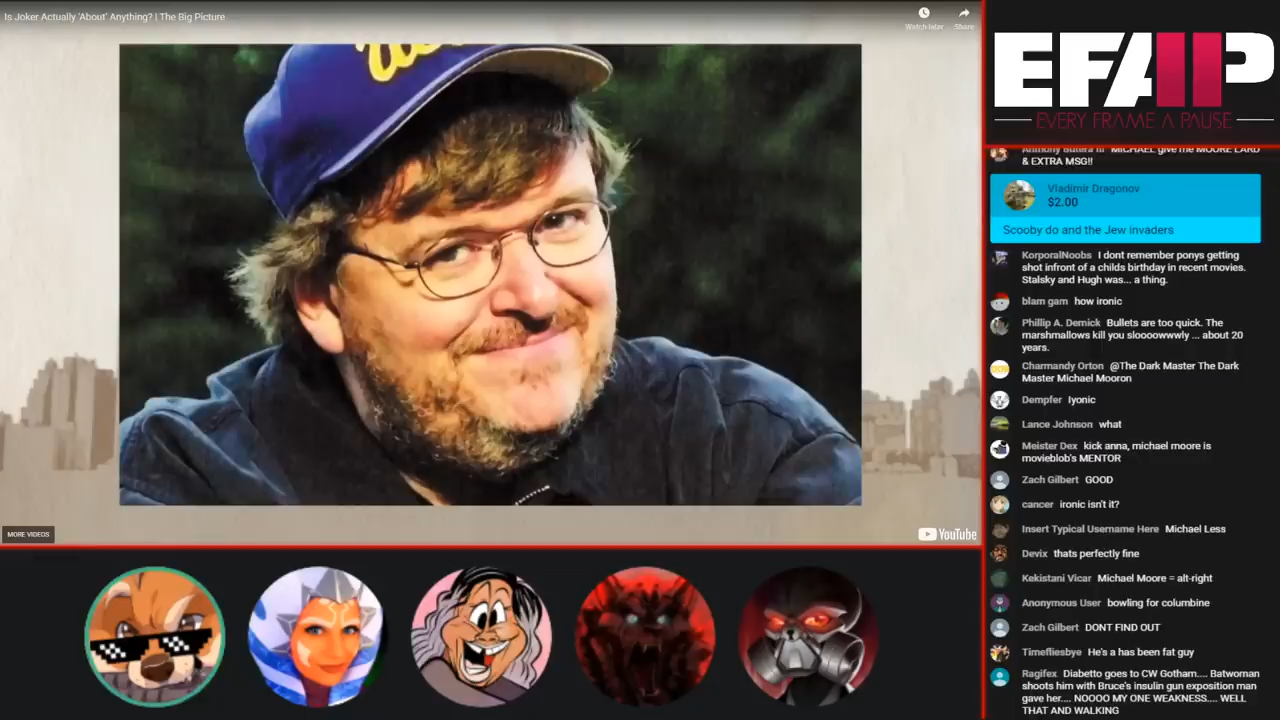 Is Joker Actually 'About' Anything? | The Big Picture
Watch later
Share
MORE VIDEOS
YouTube
EFAP
EVERY FRAME A PAUSE
Anthony Butera III MICHAEL give me MOORE LARD
& EXTRA MSG!!
Vladimir Dragonov
$2.00
Scooby do and the Jew invaders
KorporalNoobs I dont remember ponys getting
shot infront of a childs birthday in recent movies.
Stalsky and Hugh was... a thing.
blam gam how ironic
Phillip A. Demick Bullets are too quick. The
marshmallows kill you sloooowwwly ... about 20
years.
Charmandy Orton @The Dark Master The Dark
Master Michael Mooron
Dempfer Iyonic
Lance Johnson what
Meister Dex kick anna, michael moore is
movieblob's MENTOR
Zach Gilbert GOOD
cancer ironic isn't it?
Insert Typical Username Here Michael Less
Devix thats perfectly fine
Kekistani Vicar Michael Moore = alt-right
Anonymous User bowling for columbine
Zach Gilbert DONT FIND OUT
Timefliesbye He's a has been fat guy
Ragifex Diabetto goes to CW Gotham.... Batwoman
shoots him with Bruce's insulin gun exposition man
gave her.... NOOOO MY ONE WEAKNESS.... WELL
THAT AND WALKING